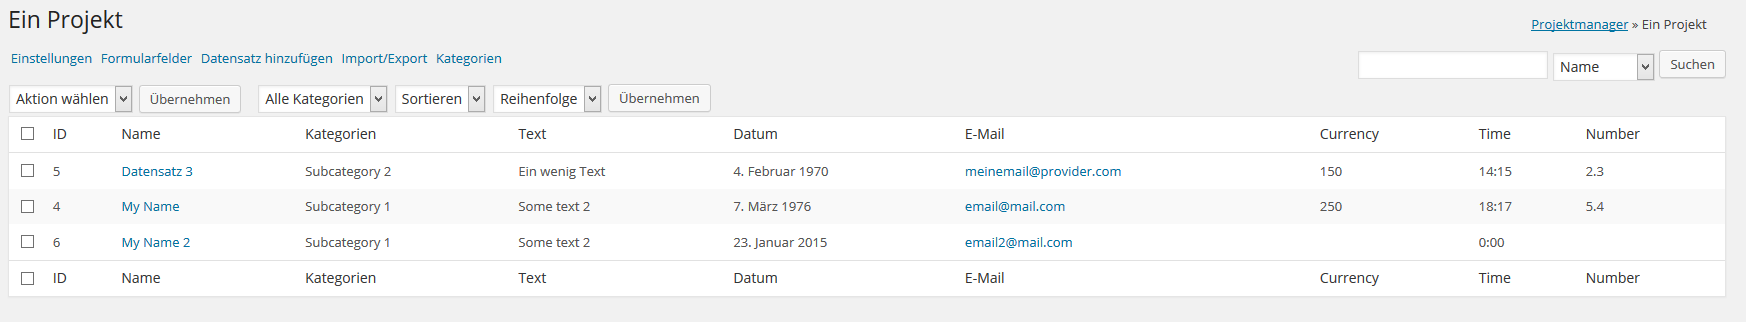 Ein Projekt
Projektmanager » Ein Projekt
Einstellungen Formularfelder Datensatz hinzufügen Import/Export Kategorien
Name Suchen
Aktion wählen Übernehmen Alle Kategorien Sortieren Reihenfolge Übernehmen
ID Name Kategorien Text Datum E-Mail Currency Time Number
5 Datensatz 3 Subcategory 2 Ein wenig Text 4. Februar 1970 meinemail@provider.com 150 14:15 2.3
4 My Name Subcategory 1 Some text 2 7. März 1976 email@mail.com 250 18:17 5.4
6 My Name 2 Subcategory 1 Some text 2 23. Januar 2015 email2@mail.com 0:00
ID Name Kategorien Text Datum E-Mail Currency Time Number